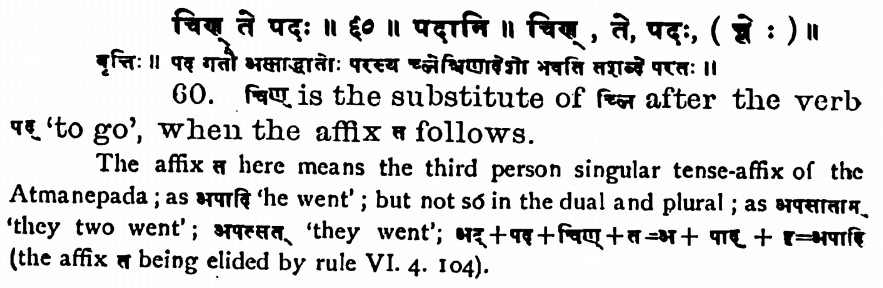 चिण् ते पदः ॥ ६० ॥ पदानि ॥ चिण् , ते, पदः, ( च्लेः ) ॥
वृत्तिः ॥ पद गतौ अस्माद्धातोः परस्य च्लेश्चिणादेशो भवति तशब्दे परतः ॥
60. चिण् is the substitute of च्लि after the verb
पद् 'to go', when the affix त follows.
The affix त here means the third person singular tense-affix of the
Atmanepada ; as अपादि 'he went' ; but not so in the dual and plural ; as अपत्साताम्
'they two went' ; अपत्सत् 'they went'; अद्+पद्+चिण्+त=अ+ पाद् + इ=अपादि
(the affix त being elided by rule VI. 4. 104).